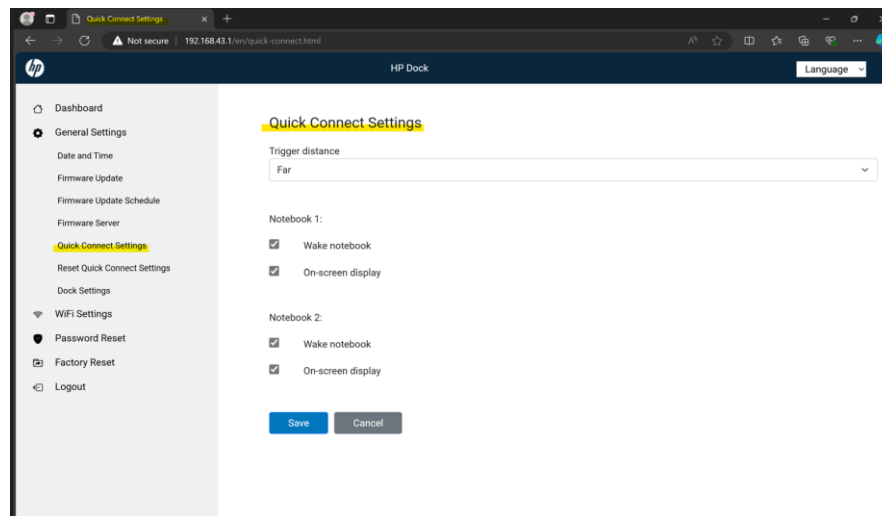 Quick Connect Settings
Not secure 192.168.43.1/en/quick-connect.html
hp
HP Dock
Language
Dashboard
General Settings
Date and Time
Firmware Update
Firmware Update Schedule
Firmware Server
Quick Connect Settings
Reset Quick Connect Settings
Dock Settings
WiFi Settings
Password Reset
Factory Reset
Logout
Quick Connect Settings
Trigger distance
Far
Notebook 1:
Wake notebook
On-screen display
Notebook 2:
Wake notebook
On-screen display
Save Cancel